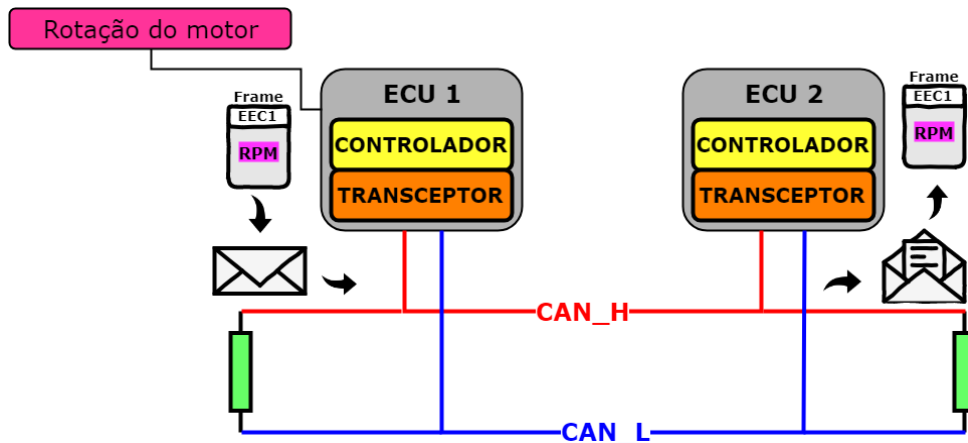 Rotação do motor
Frame
EEC1
RPM
ECU 1
CONTROLADOR
TRANSCEPTOR
ECU 2
CONTROLADOR
TRANSCEPTOR
Frame
EEC1
RPM
CAN_H
CAN_L